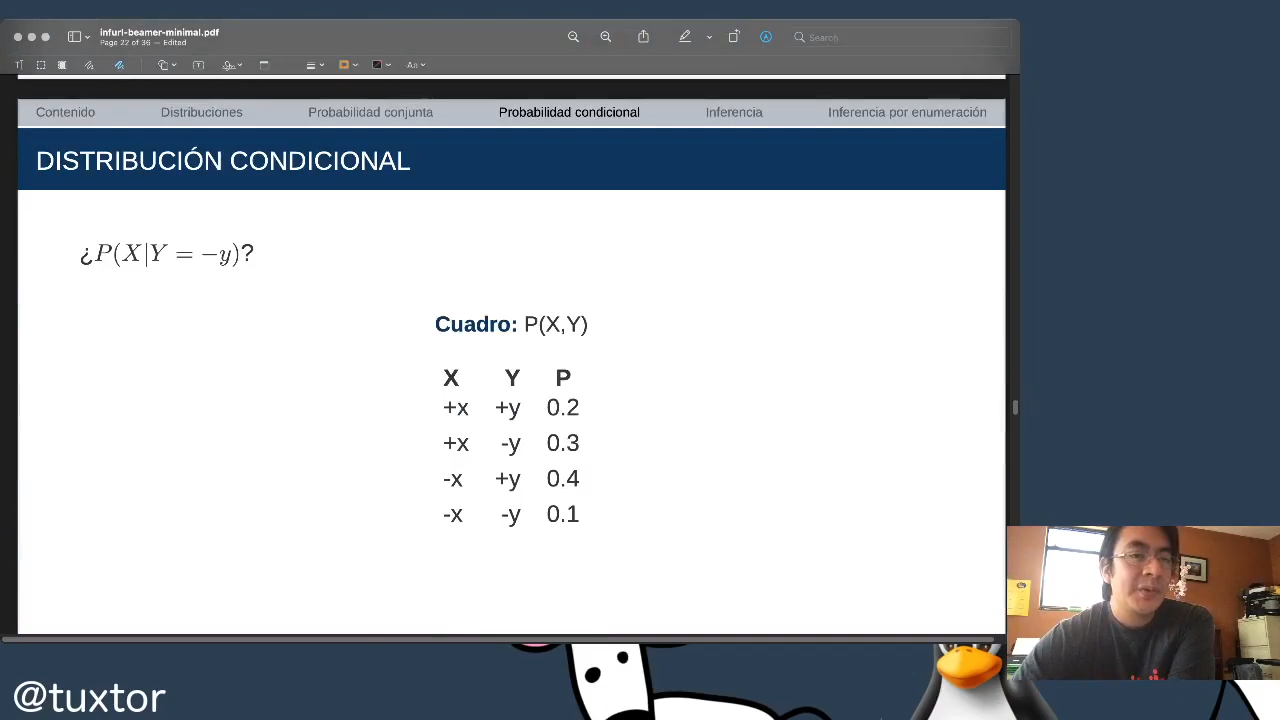 infurl-beamer-minimal.pdf
Page 22 of 36 — Edited
Search
Aa
Contenido Distribuciones Probabilidad conjunta Probabilidad condicional Inferencia Inferencia por enumeración
DISTRIBUCIÓN CONDICIONAL
¿P(X|Y = −y)?
Cuadro: P(X,Y)
X Y P
+x +y 0.2
+x -y 0.3
-x +y 0.4
-x -y 0.1
@tuxtor